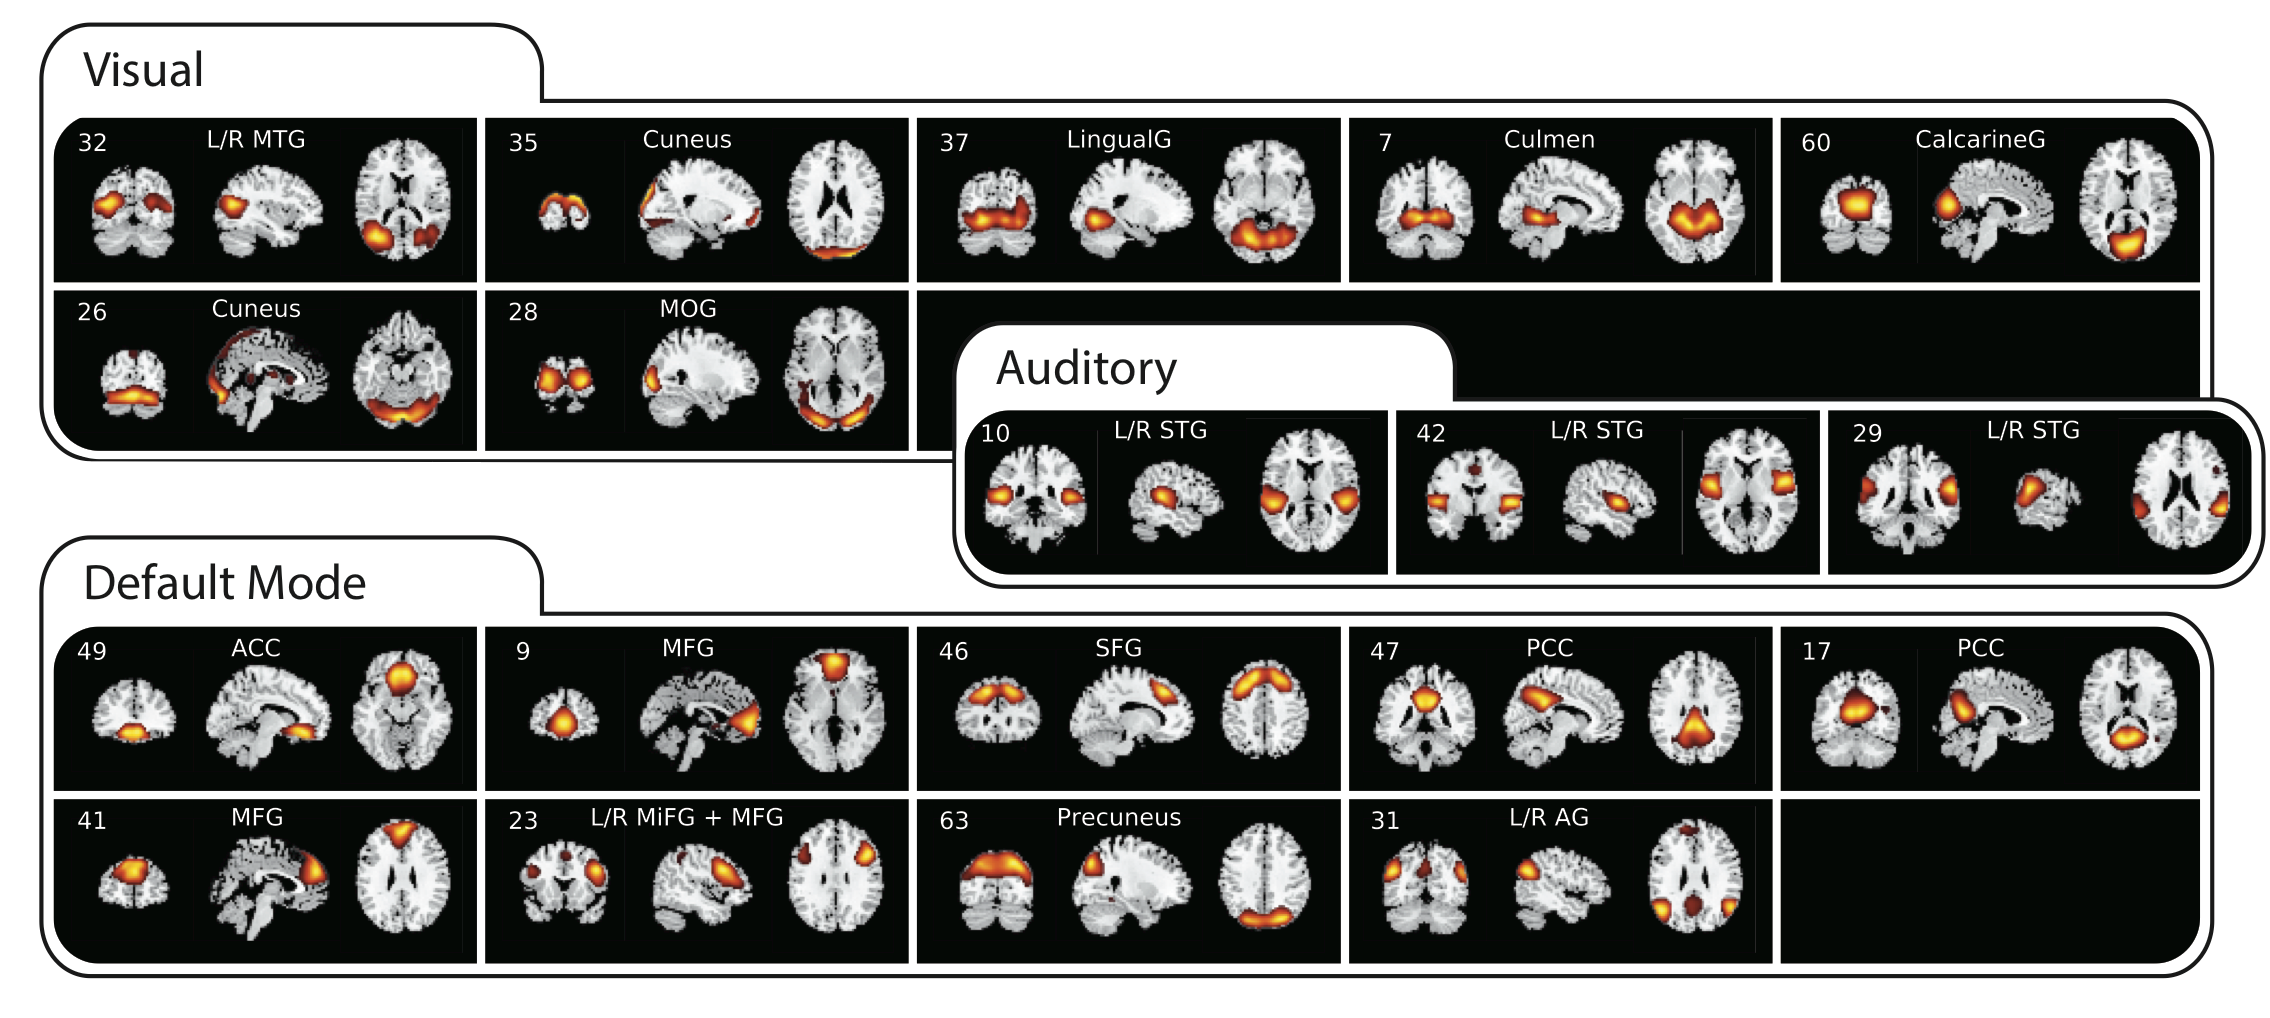 Visual
32 L/R MTG
35 Cuneus
37 LingualG
7 Culmen
60 CalcarineG
26 Cuneus
28 MOG
Auditory
10 L/R STG
42 L/R STG
29 L/R STG
Default Mode
49 ACC
9 MFG
46 SFG
47 PCC
17 PCC
41 MFG
23 L/R MiFG + MFG
63 Precuneus
31 L/R AG